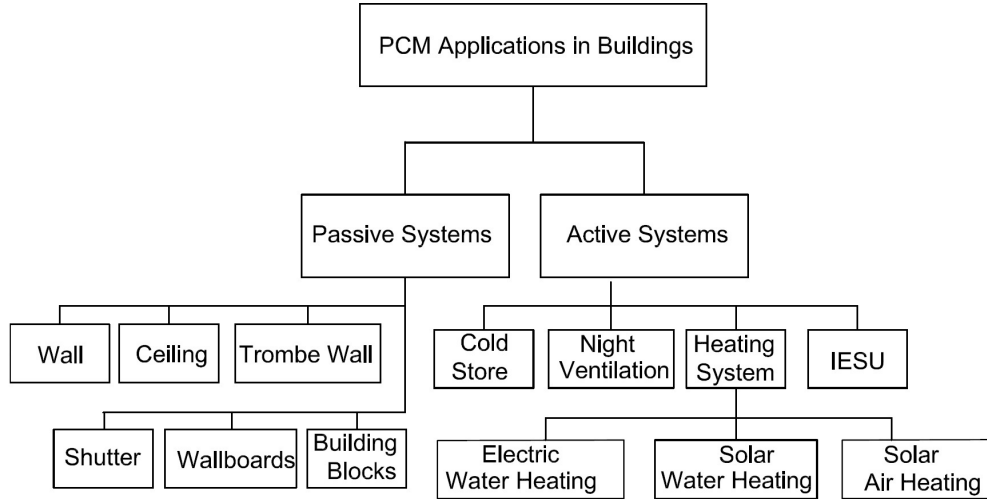 PCM Applications in Buildings
Passive Systems
Active Systems
Wall
Ceiling
Trombe Wall
Cold
Store
Night
Ventilation
Heating
System
IESU
Shutter
Wallboards
Building
Blocks
Electric
Water Heating
Solar
Water Heating
Solar
Air Heating